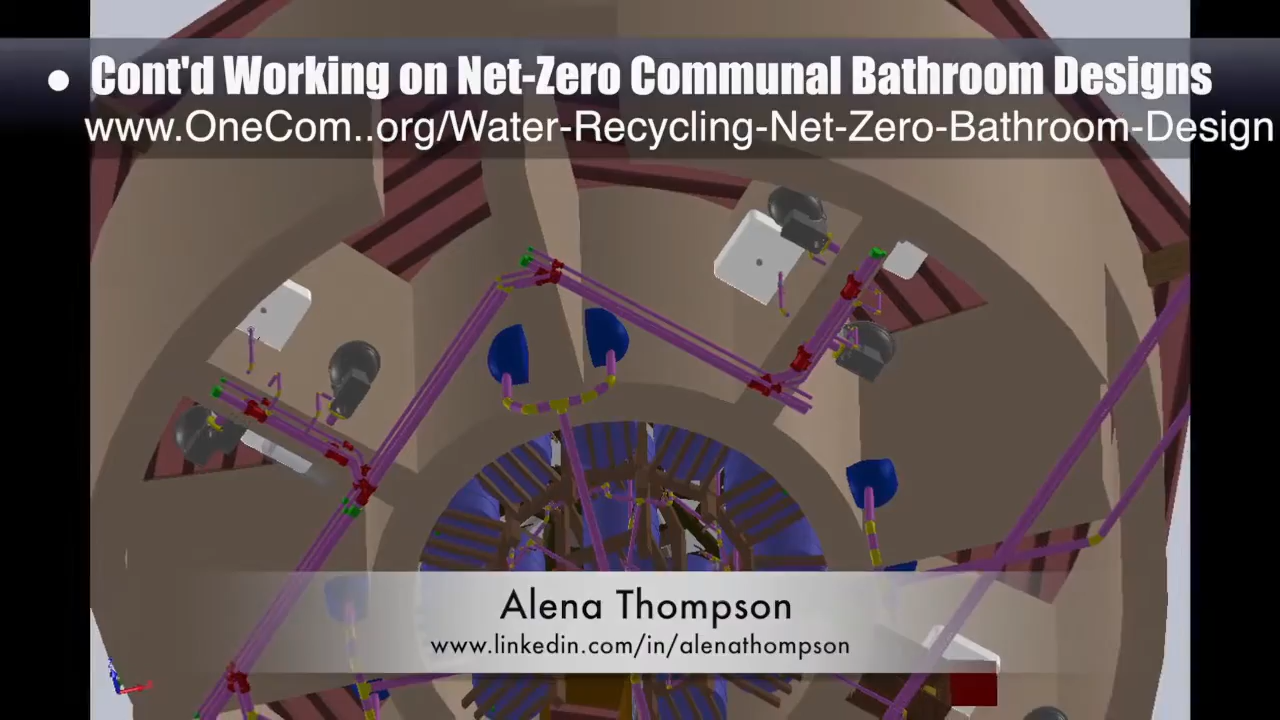 • Cont'd Working on Net-Zero Communal Bathroom Designs
www.OneCom..org/Water-Recycling-Net-Zero-Bathroom-Design
Alena Thompson
www.linkedin.com/in/alenathompson